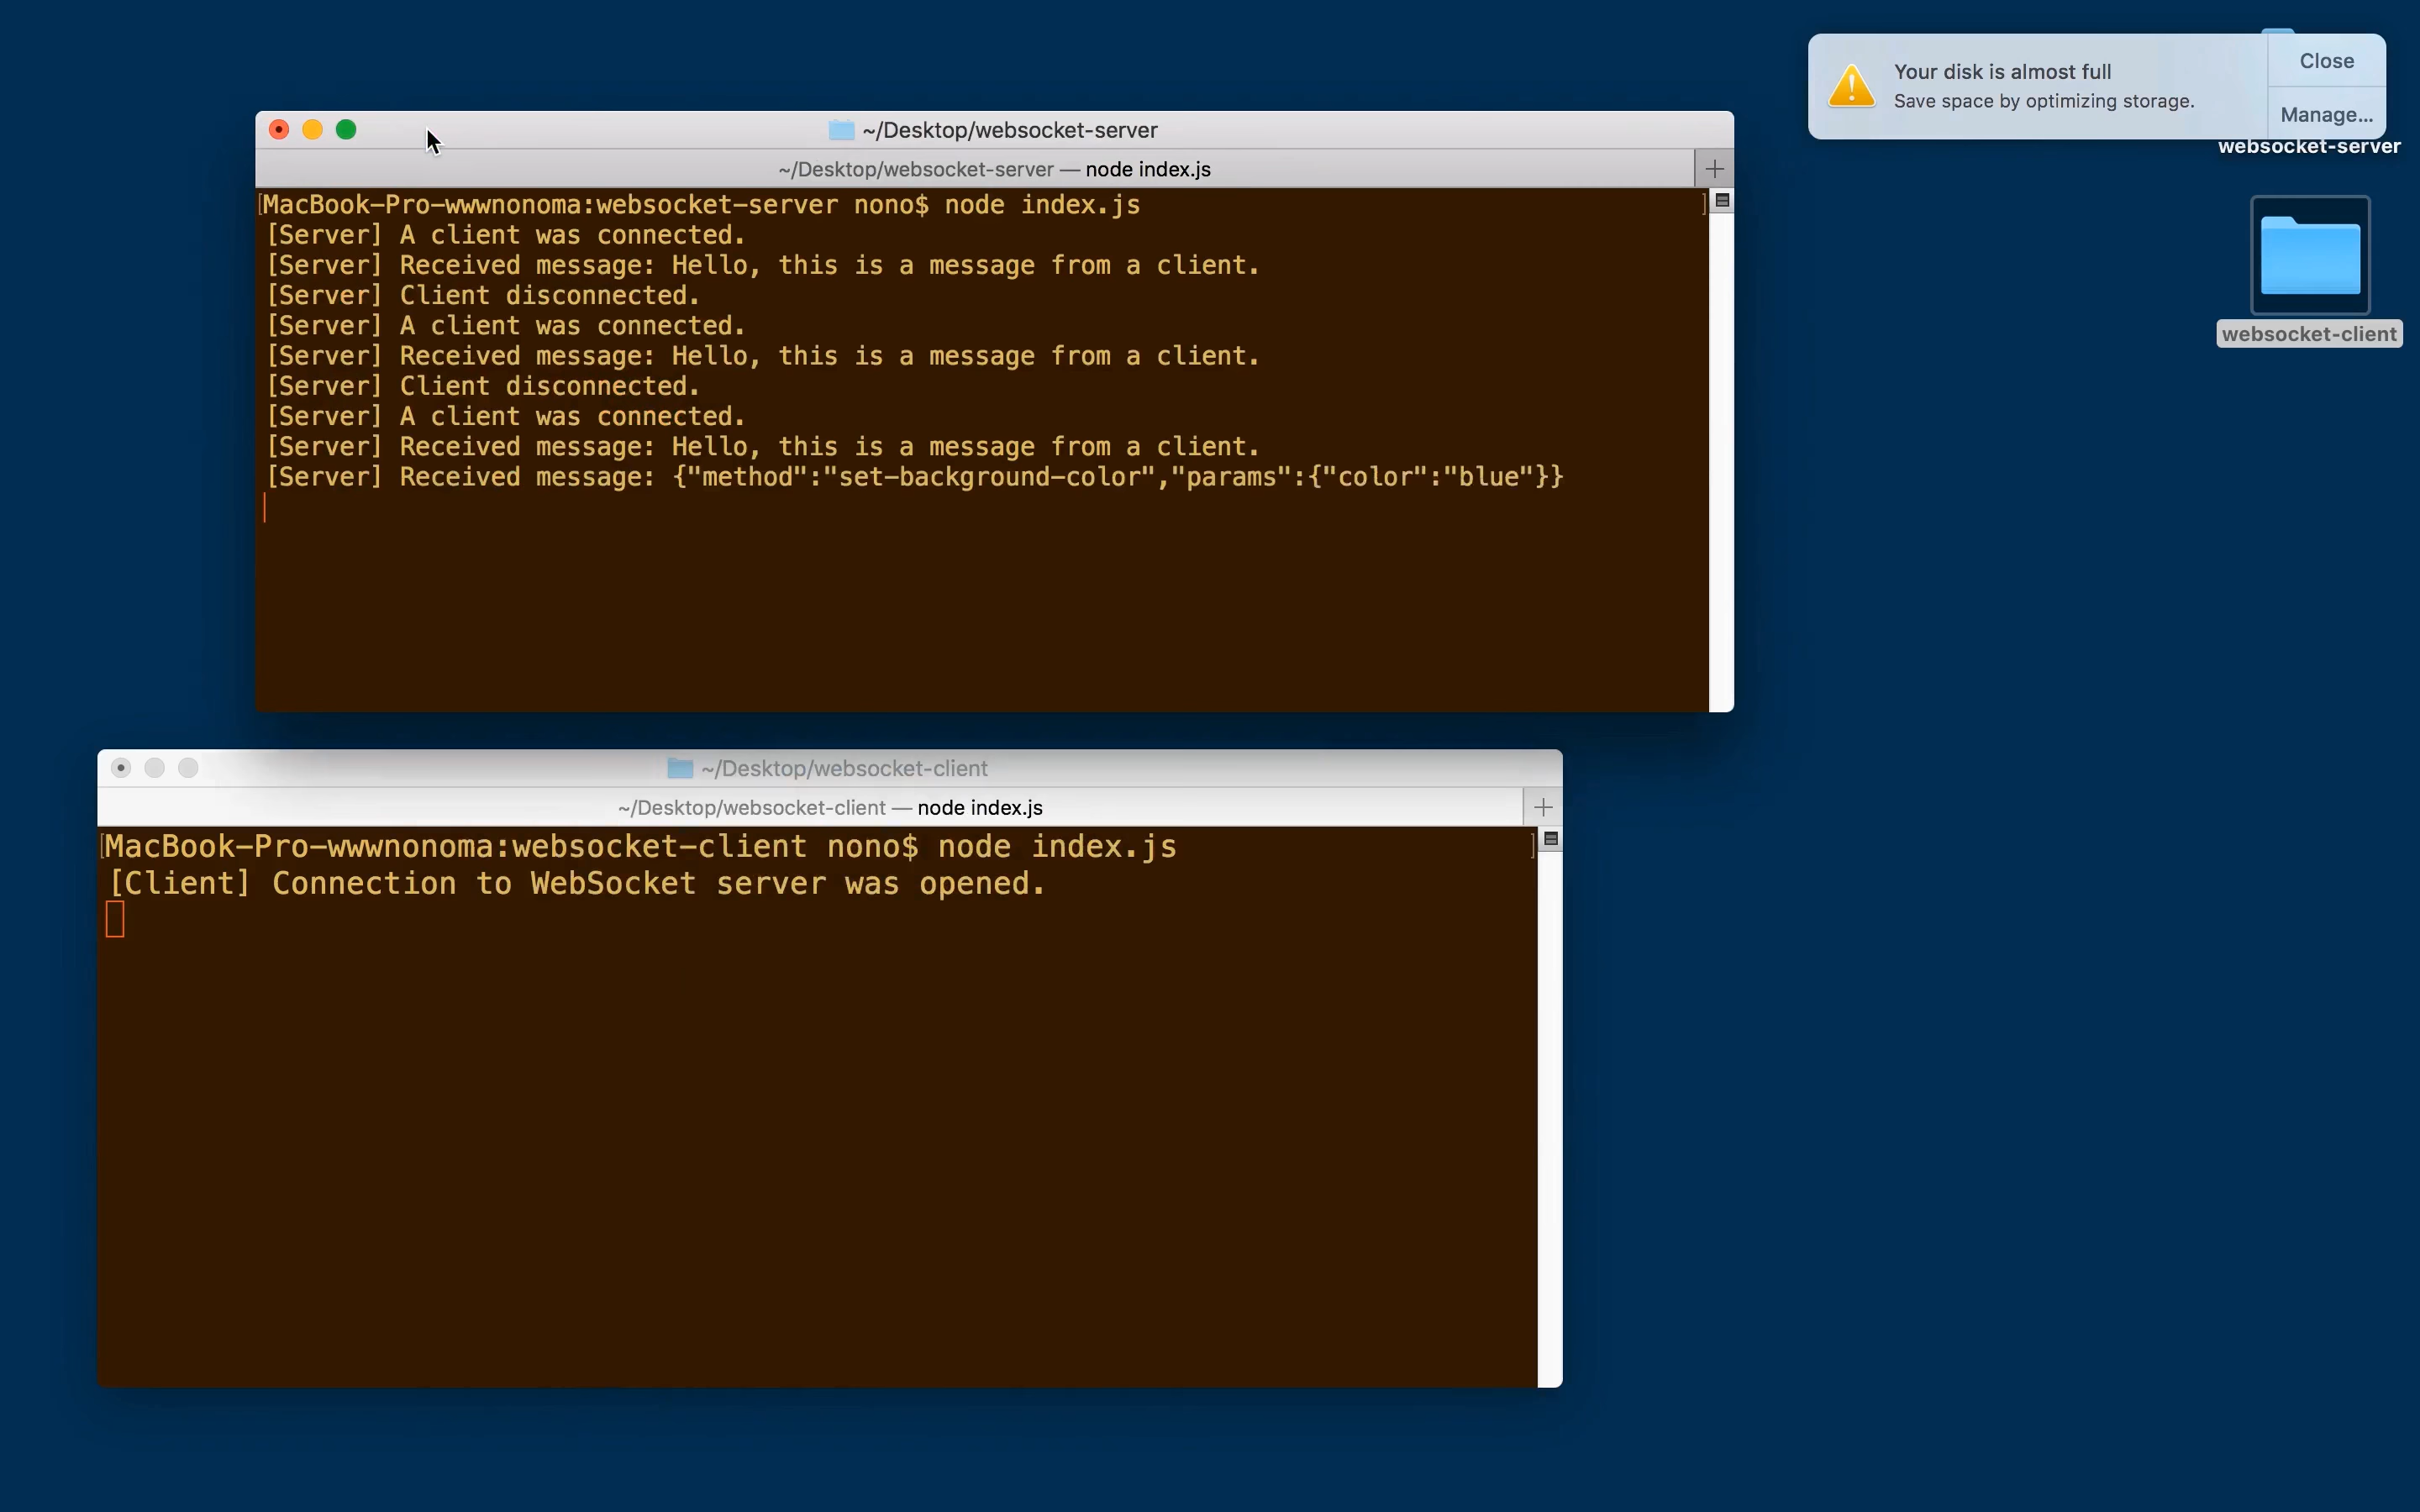 Your disk is almost full
Save space by optimizing storage.
Close
Manage...
websocket-server
websocket-client
~/Desktop/websocket-server
~/Desktop/websocket-server — node index.js
MacBook-Pro-wwwnonoma:websocket-server nono$ node index.js
[Server] A client was connected.
[Server] Received message: Hello, this is a message from a client.
[Server] Client disconnected.
[Server] A client was connected.
[Server] Received message: Hello, this is a message from a client.
[Server] Client disconnected.
[Server] A client was connected.
[Server] Received message: Hello, this is a message from a client.
[Server] Received message: {"method":"set-background-color","params":{"color":"blue"}}
~/Desktop/websocket-client
~/Desktop/websocket-client — node index.js
MacBook-Pro-wwwnonoma:websocket-client nono$ node index.js
[Client] Connection to WebSocket server was opened.